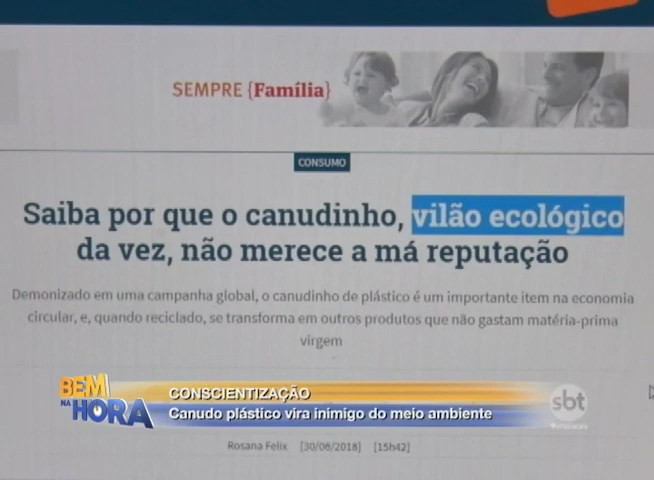 SEMPRE {Família}
CONSUMO
Saiba por que o canudinho, vilão ecológico
da vez, não merece a má reputação
Demonizado em uma campanha global, o canudinho de plástico é um importante item na economia
circular, e, quando reciclado, se transforma em outros produtos que não gastam matéria-prima
virgem
BEM
NA HORA
CONSCIENTIZAÇÃO
Canudo plástico vira inimigo do meio ambiente
sbt
Rosana Felix [30/06/2018] [15h42]